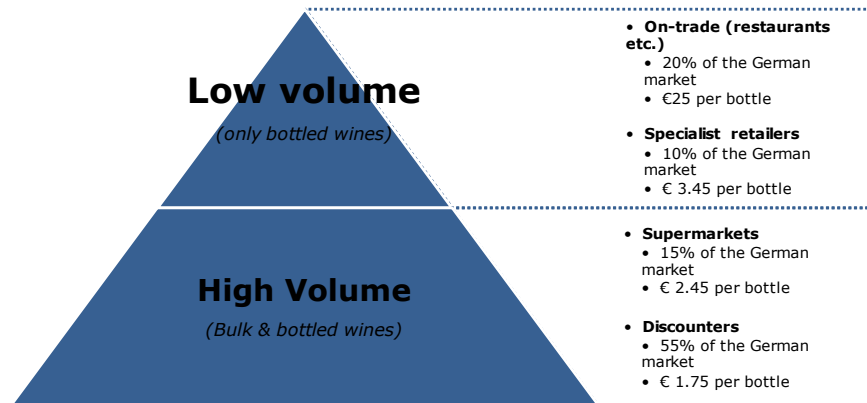 Low volume
(only bottled wines)
High Volume
(Bulk & bottled wines)
• On-trade (restaurants
etc.)
• 20% of the German
market
• €25 per bottle
• Specialist retailers
• 10% of the German
market
• € 3.45 per bottle
• Supermarkets
• 15% of the German
market
• € 2.45 per bottle
• Discounters
• 55% of the German
market
• € 1.75 per bottle